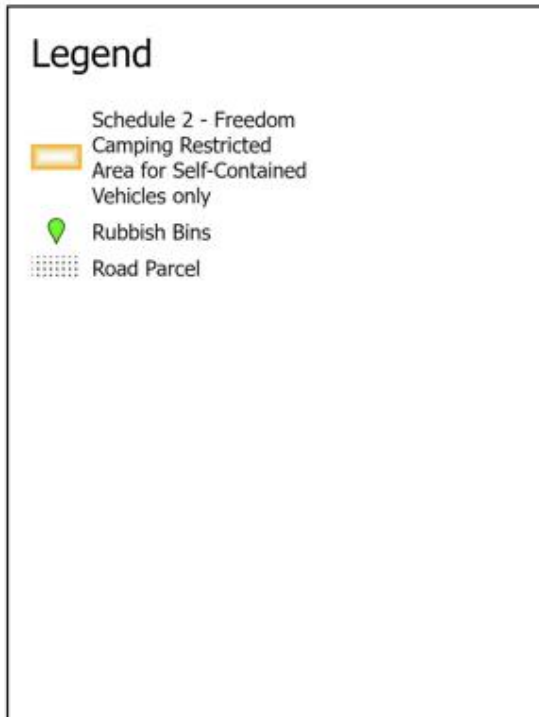 Legend
Schedule 2 - Freedom
Camping Restricted
Area for Self-Contained
Vehicles only
Rubbish Bins
Road Parcel